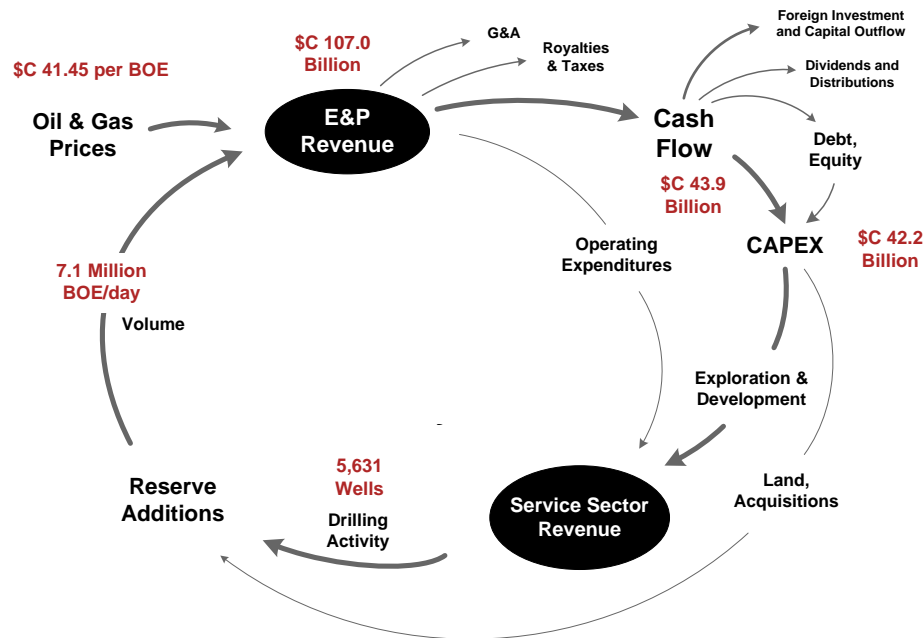 $C 41.45 per BOE
Oil & Gas
Prices
$C 107.0
Billion
E&P
Revenue
G&A
Royalties
& Taxes
Foreign Investment
and Capital Outflow
Dividends and
Distributions
Cash
Flow
Debt,
Equity
$C 43.9
Billion
CAPEX
$C 42.2
Billion
Operating
Expenditures
7.1 Million
BOE/day
Volume
Exploration &
Development
Land,
Acquisitions
Service Sector
Revenue
5,631
Wells
Drilling
Activity
Reserve
Additions